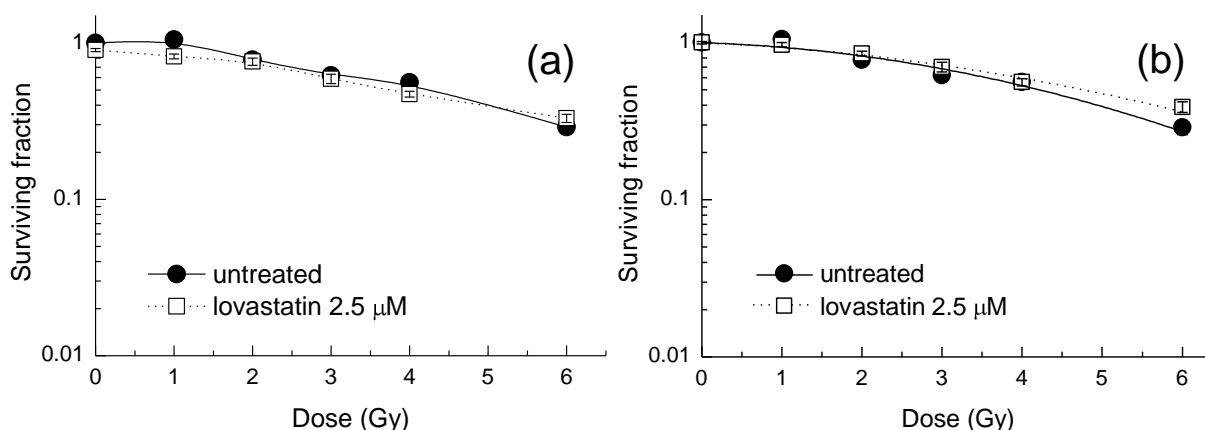 (a)
Surviving fraction
1
0.1
0.01
untreated
lovastatin 2.5 μM
0 1 2 3 4 5 6
Dose (Gy)
(b)
Surviving fraction
1
0.1
0.01
untreated
lovastatin 2.5 μM
0 1 2 3 4 5 6
Dose (Gy)